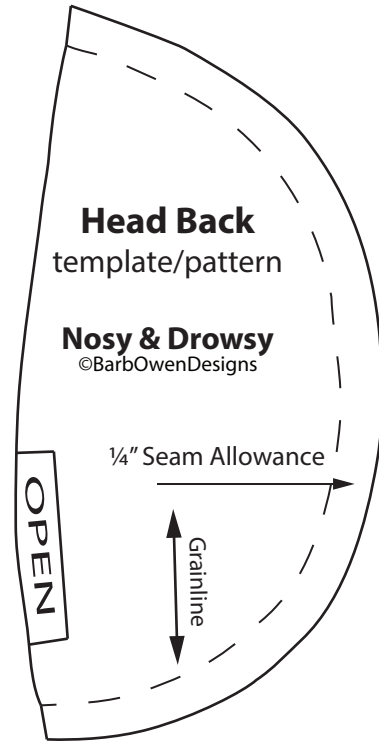 Head Back
template/pattern
Nosy & Drowsy
©BarbOwenDesigns
¼” Seam Allowance
OPEN
Grainline